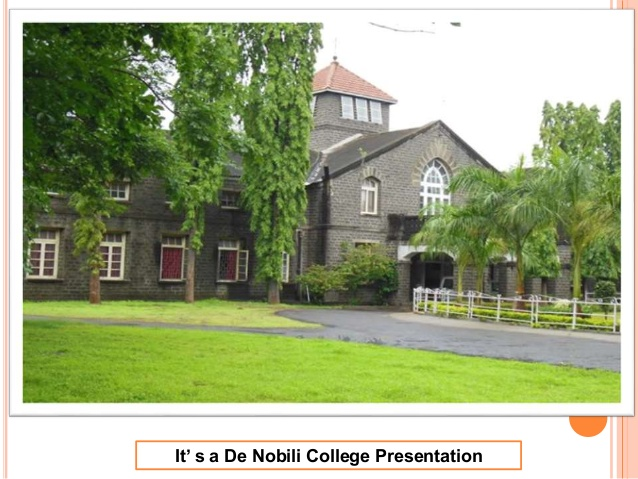 It’ s a De Nobili College Presentation